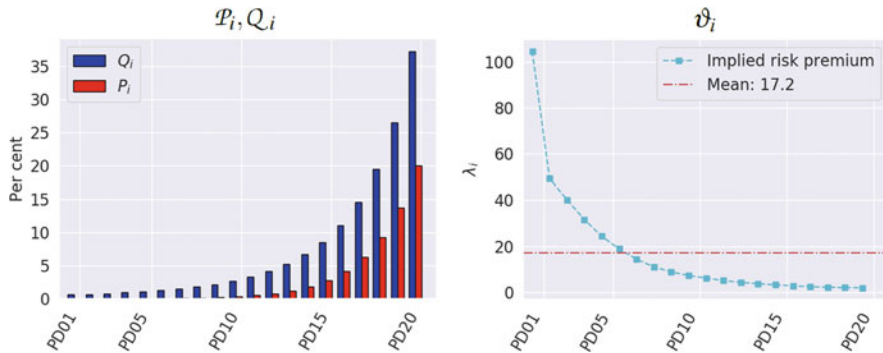 𝒫ᵢ, 𝒬ᵢ
Per cent
35
30
25
20
15
10
5
0
Qᵢ
Pᵢ
PD01
PD05
PD10
PD15
PD20
ϑᵢ
λᵢ
100
80
60
40
20
0
Implied risk premium
Mean: 17.2
PD01
PD05
PD10
PD15
PD20